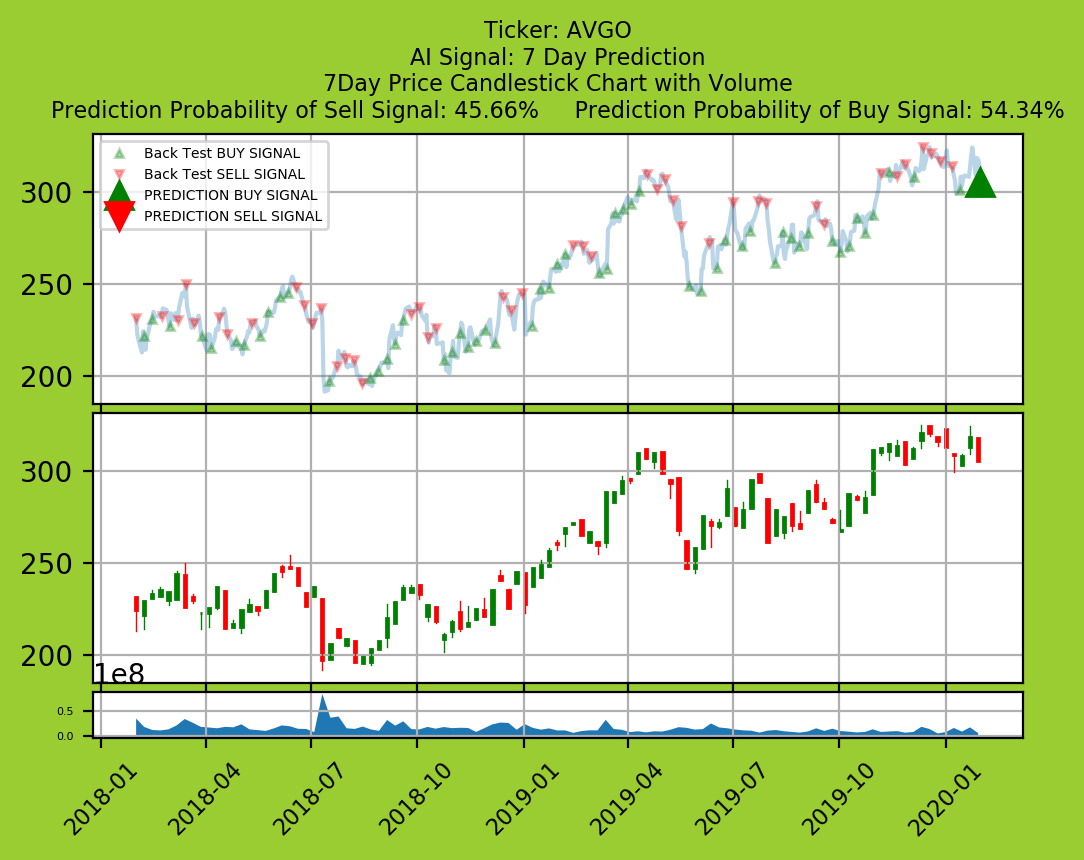 Ticker: AVGO
AI Signal: 7 Day Prediction
7Day Price Candlestick Chart with Volume
Prediction Probability of Sell Signal: 45.66%     Prediction Probability of Buy Signal: 54.34%
Back Test BUY SIGNAL
Back Test SELL SIGNAL
PREDICTION BUY SIGNAL
PREDICTION SELL SIGNAL
300
250
200
300
250
200
1e8
0.5
0.0
2018-01
2018-04
2018-07
2018-10
2019-01
2019-04
2019-07
2019-10
2020-01